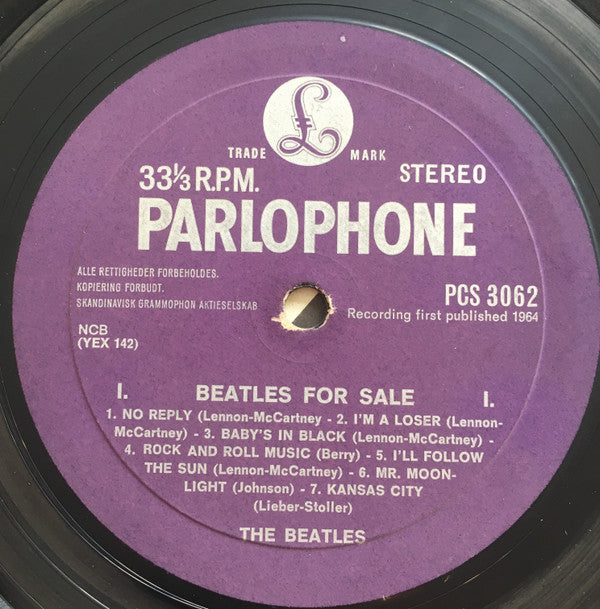 £
TRADE MARK
33⅓ R.P.M. STEREO
PARLOPHONE
ALLE RETTIGHEDER FORBEHOLDES.
KOPIERING FORBUDT.
SKANDINAVISK GRAMMOPHON AKTIESELSKAB
PCS 3062
Recording first published 1964
NCB
(YEX 142)
I. BEATLES FOR SALE I.
1. NO REPLY (Lennon-McCartney - 2. I'M A LOSER (Lennon-
McCartney) - 3. BABY'S IN BLACK (Lennon-McCartney) -
4. ROCK AND ROLL MUSIC (Berry) - 5. I'LL FOLLOW
THE SUN (Lennon-McCartney) - 6. MR. MOON-
LIGHT (Johnson) - 7. KANSAS CITY
(Lieber-Stoller)
THE BEATLES